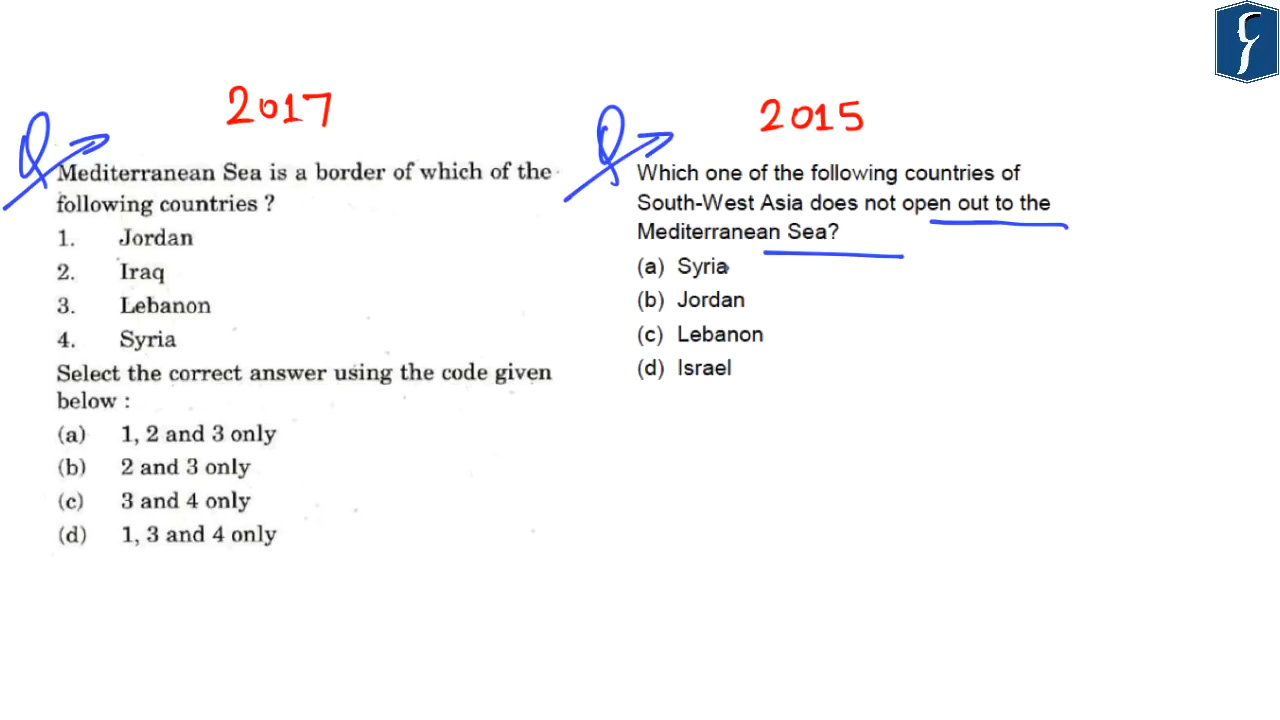 2017
Mediterranean Sea is a border of which of the
following countries ?
1. Jordan
2. Iraq
3. Lebanon
4. Syria
Select the correct answer using the code given
below :
(a) 1, 2 and 3 only
(b) 2 and 3 only
(c) 3 and 4 only
(d) 1, 3 and 4 only
2015
Which one of the following countries of
South-West Asia does not open out to the
Mediterranean Sea?
(a) Syria
(b) Jordan
(c) Lebanon
(d) Israel